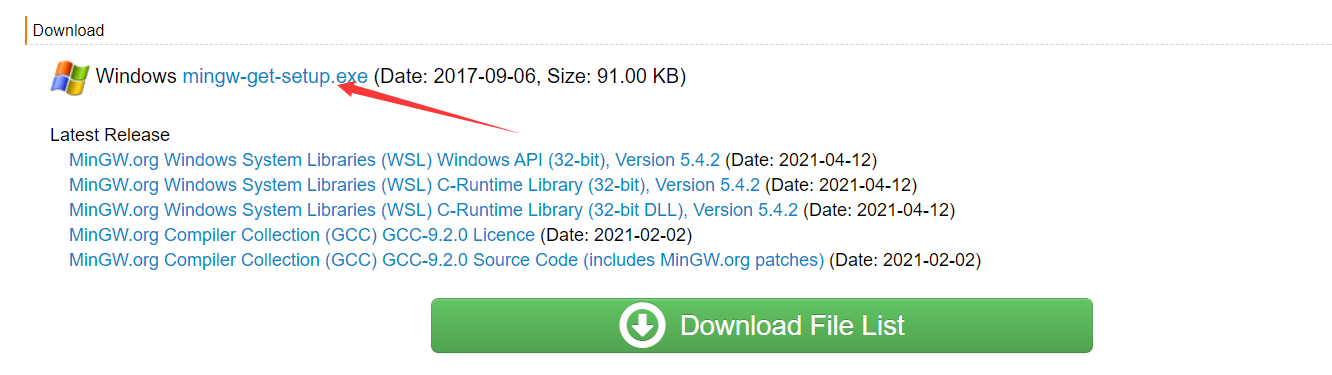 Download
Windows mingw-get-setup.exe (Date: 2017-09-06, Size: 91.00 KB)
Latest Release
MinGW.org Windows System Libraries (WSL) Windows API (32-bit), Version 5.4.2 (Date: 2021-04-12)
MinGW.org Windows System Libraries (WSL) C-Runtime Library (32-bit), Version 5.4.2 (Date: 2021-04-12)
MinGW.org Windows System Libraries (WSL) C-Runtime Library (32-bit DLL), Version 5.4.2 (Date: 2021-04-12)
MinGW.org Compiler Collection (GCC) GCC-9.2.0 Licence (Date: 2021-02-02)
MinGW.org Compiler Collection (GCC) GCC-9.2.0 Source Code (includes MinGW.org patches) (Date: 2021-02-02)
Download File List